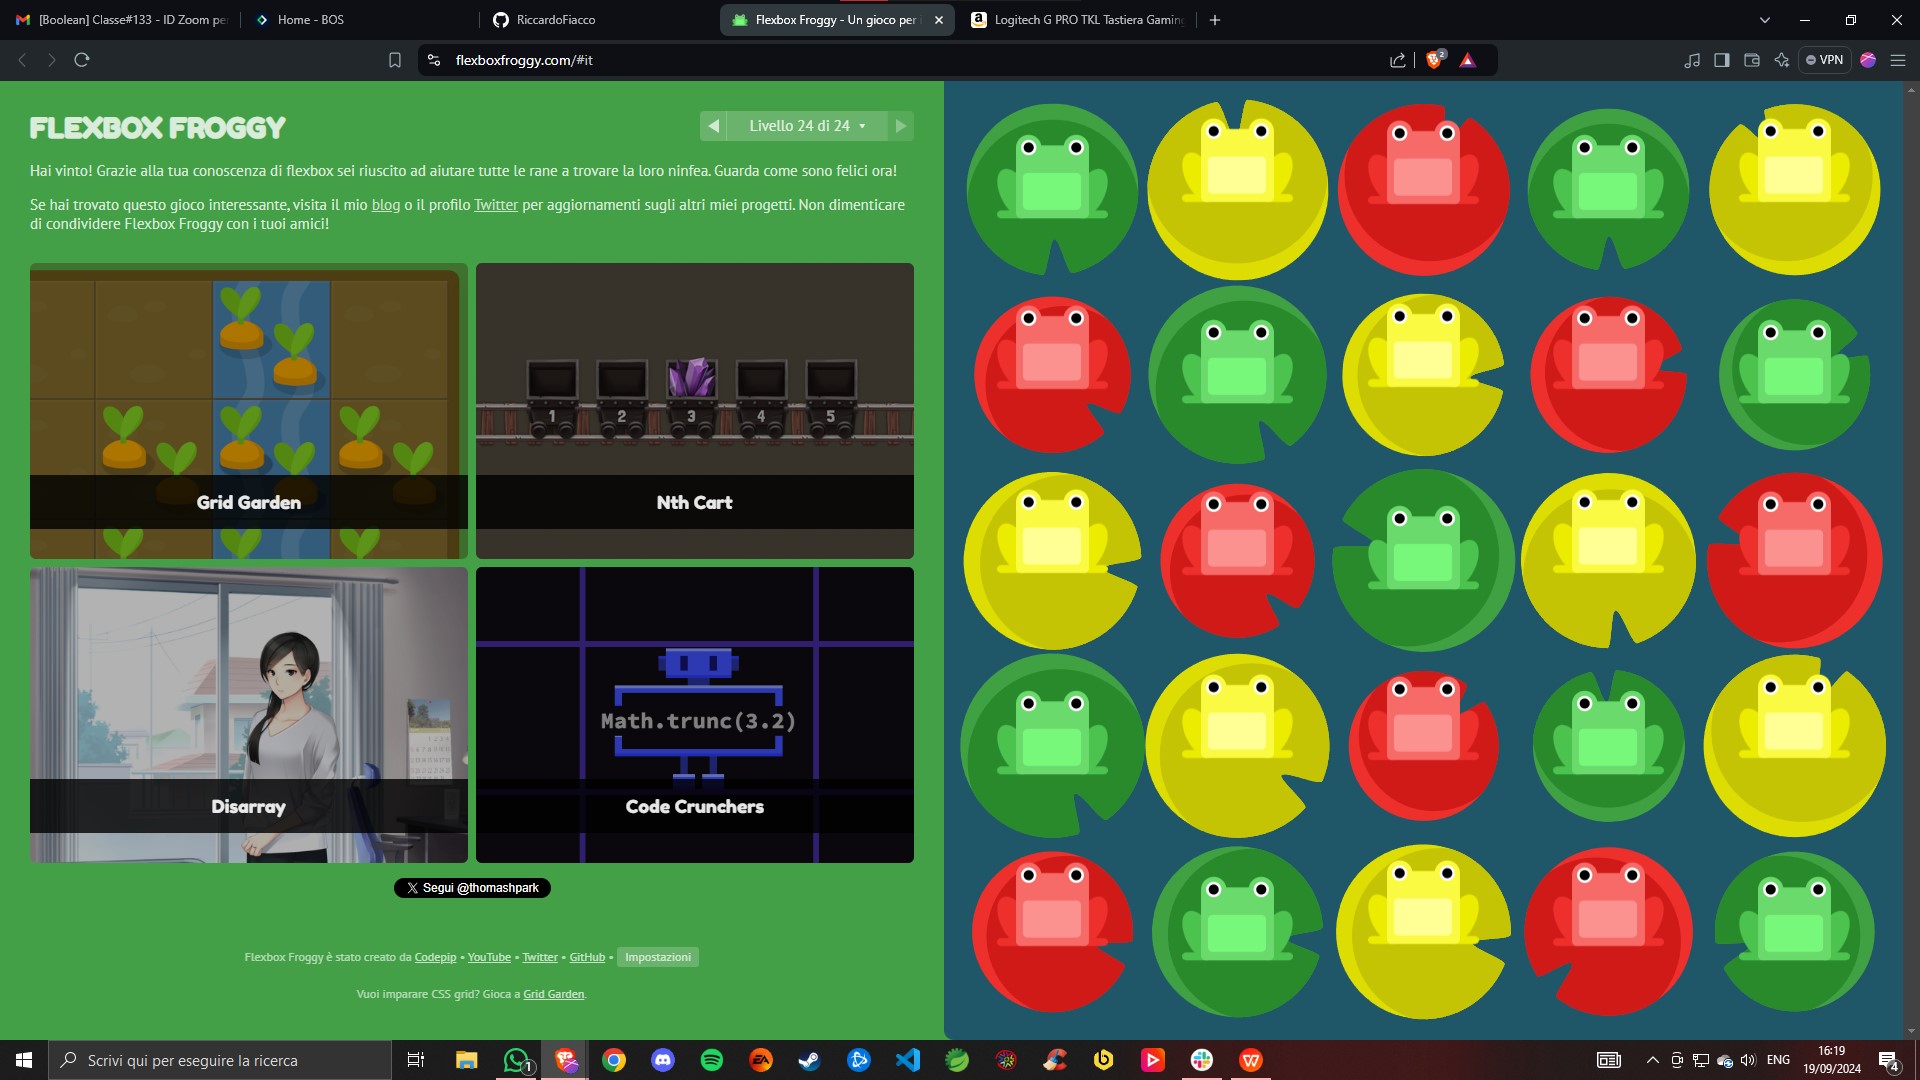 [Boolean] Classe#133 - ID Zoom pe
Home - BOS
RiccardoFiacco
Flexbox Froggy - Un gioco per i
Logitech G PRO TKL Tastiera Gaming
flexboxfroggy.com/#it
2
VPN
FLEXBOX FROGGY
Livello 24 di 24
Hai vinto! Grazie alla tua conoscenza di flexbox sei riuscito ad aiutare tutte le rane a trovare la loro ninfea. Guarda come sono felici ora!
Se hai trovato questo gioco interessante, visita il mio blog o il profilo Twitter per aggiornamenti sugli altri miei progetti. Non dimenticare
di condividere Flexbox Froggy con i tuoi amici!
Grid Garden
1 2 3 4 5
Nth Cart
Disarray
Math.trunc(3.2)
Code Crunchers
X Segui @thomashpark
Flexbox Froggy è stato creato da Codepip • YouTube • Twitter • GitHub • Impostazioni
Vuoi imparare CSS grid? Gioca a Grid Garden.
Scrivi qui per eseguire la ricerca
1
EA
ENG
16:19
19/09/2024
4